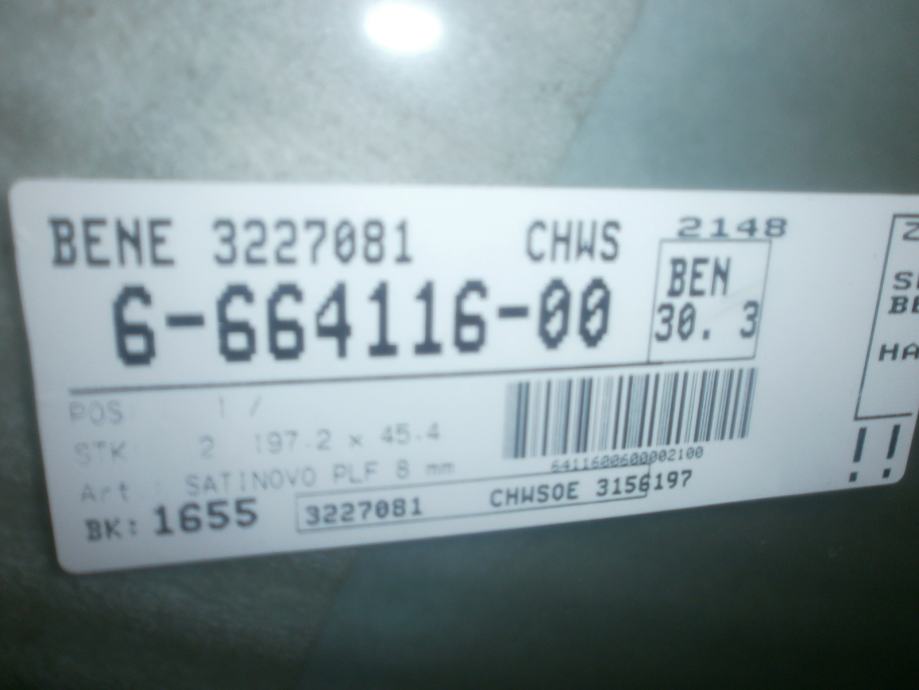 BENE 3227081 CHWS 2148
6-664116-00
BEN
30. 3
POS 1 /
STK 2 197.2 x 45.4
Art : SATINOVO PLF 8 mm
6411600600002100
BK: 1655 3227081 CHWSOE 3156197
HA
!!